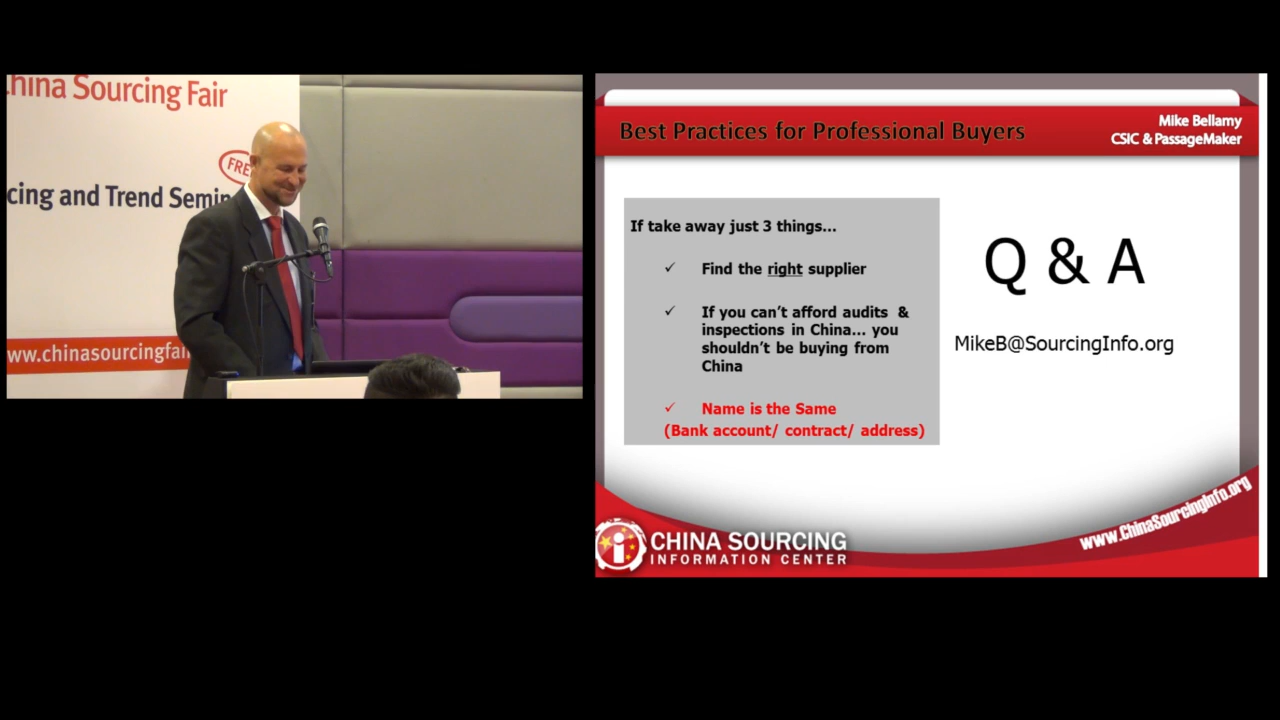 China Sourcing Fair
FREE
cing and Trend Semin
www.chinasourcingfai
Best Practices for Professional Buyers
Mike Bellamy
CSIC & PassageMaker
If take away just 3 things...
✓ Find the right supplier
✓ If you can't afford audits &
inspections in China... you
shouldn't be buying from
China
✓ Name is the Same
(Bank account/ contract/ address)
Q & A
MikeB@SourcingInfo.org
www.ChinaSourcingInfo.org
CHINA SOURCING
INFORMATION CENTER